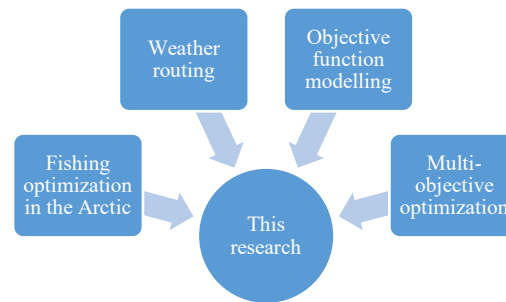 Weather
routing
Objective
function
modelling
Fishing
optimization
in the Arctic
Multi-
objective
optimization
This
research